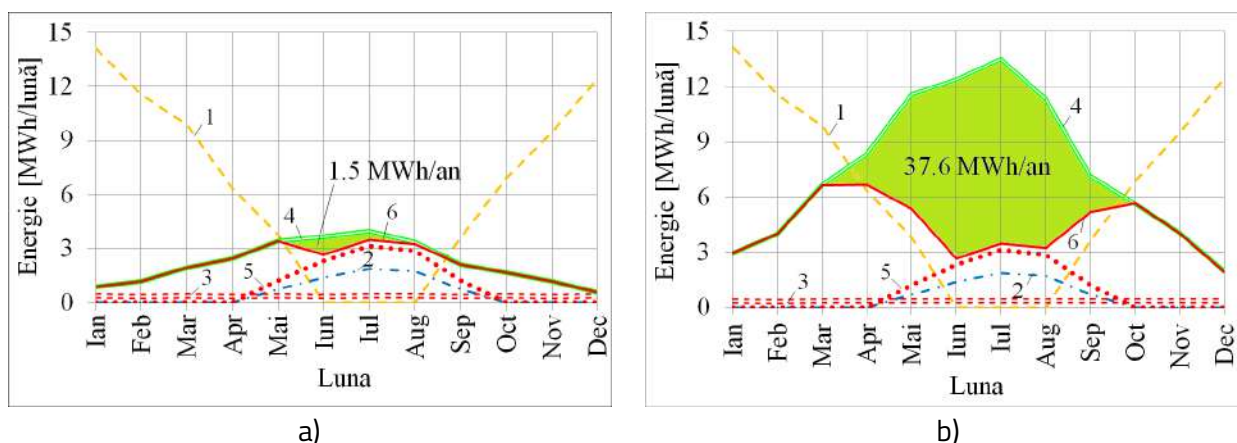 15
12
9
6
3
0
Energie [MWh/lună]
1
1.5 MWh/an
4
6
5
2
3
Ian
Feb
Mar
Apr
Mai
Iun
Iul
Aug
Sep
Oct
Nov
Dec
Luna
a)
15
12
9
6
3
0
Energie [MWh/lună]
1
4
37.6 MWh/an
6
5
2
3
Ian
Feb
Mar
Apr
Mai
Iun
Iul
Aug
Sep
Oct
Nov
Dec
Luna
b)